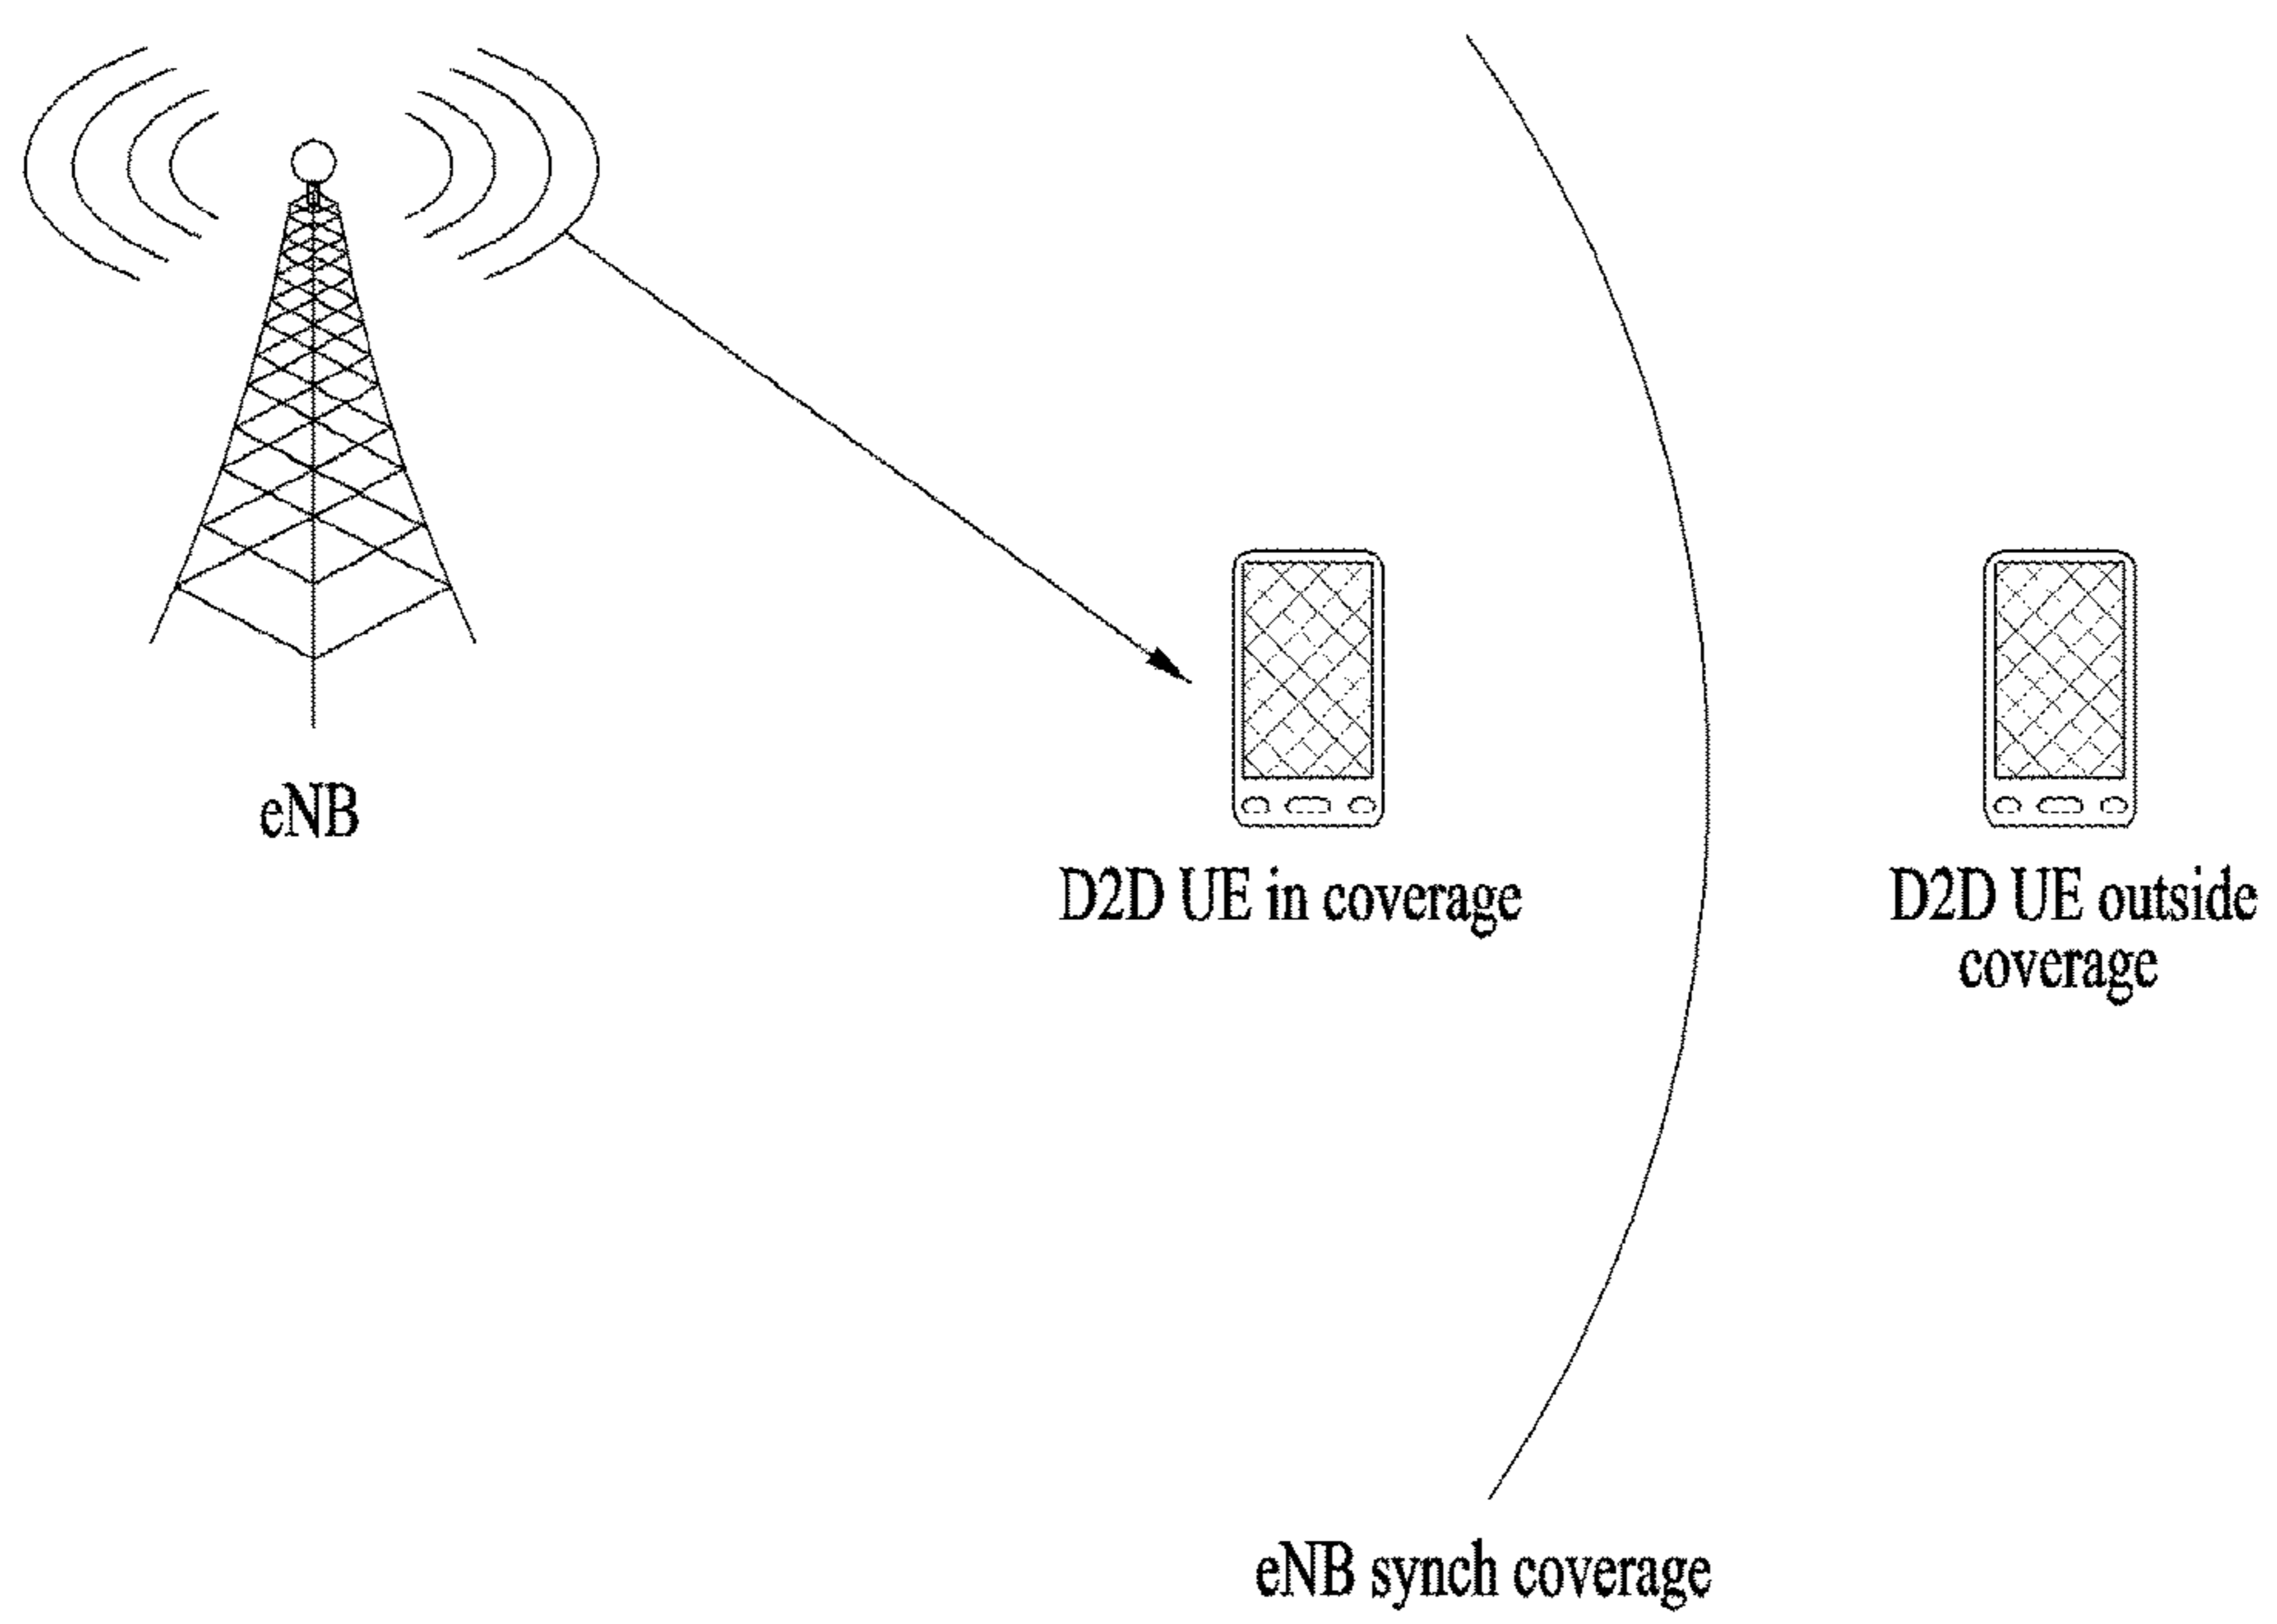 eNB
D2D UE in coverage
D2D UE outside
coverage
eNB synch coverage